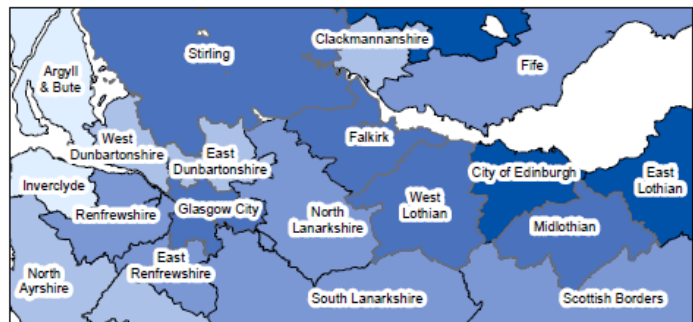 Clackmannanshire
Stirling
Fife
Argyll
& Bute
Falkirk
West
Dunbartonshire
East
Dunbartonshire
City of Edinburgh
East
Lothian
Inverclyde
Renfrewshire
Glasgow City
North
Lanarkshire
West
Lothian
Midlothian
East
Renfrewshire
North
Ayrshire
South Lanarkshire
Scottish Borders